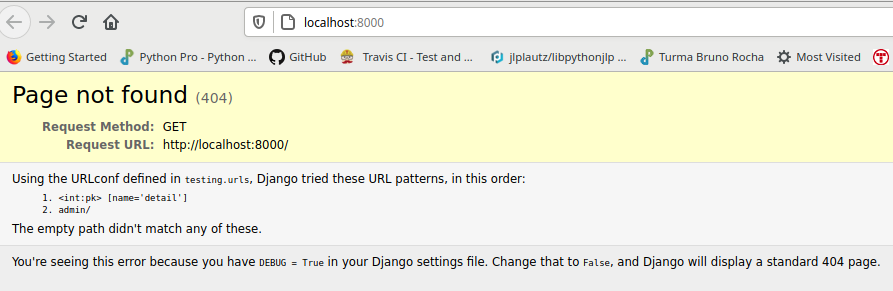 localhost:8000
Getting Started Python Pro - Python ... GitHub Travis CI - Test and ... jlplautz/libpythonjlp ... Turma Bruno Rocha Most Visited
Page not found (404)
Request Method: GET
Request URL: http://localhost:8000/
Using the URLconf defined in testing.urls, Django tried these URL patterns, in this order:
1. <int:pk> [name='detail']
2. admin/
The empty path didn't match any of these.
You're seeing this error because you have DEBUG = True in your Django settings file. Change that to False, and Django will display a standard 404 page.